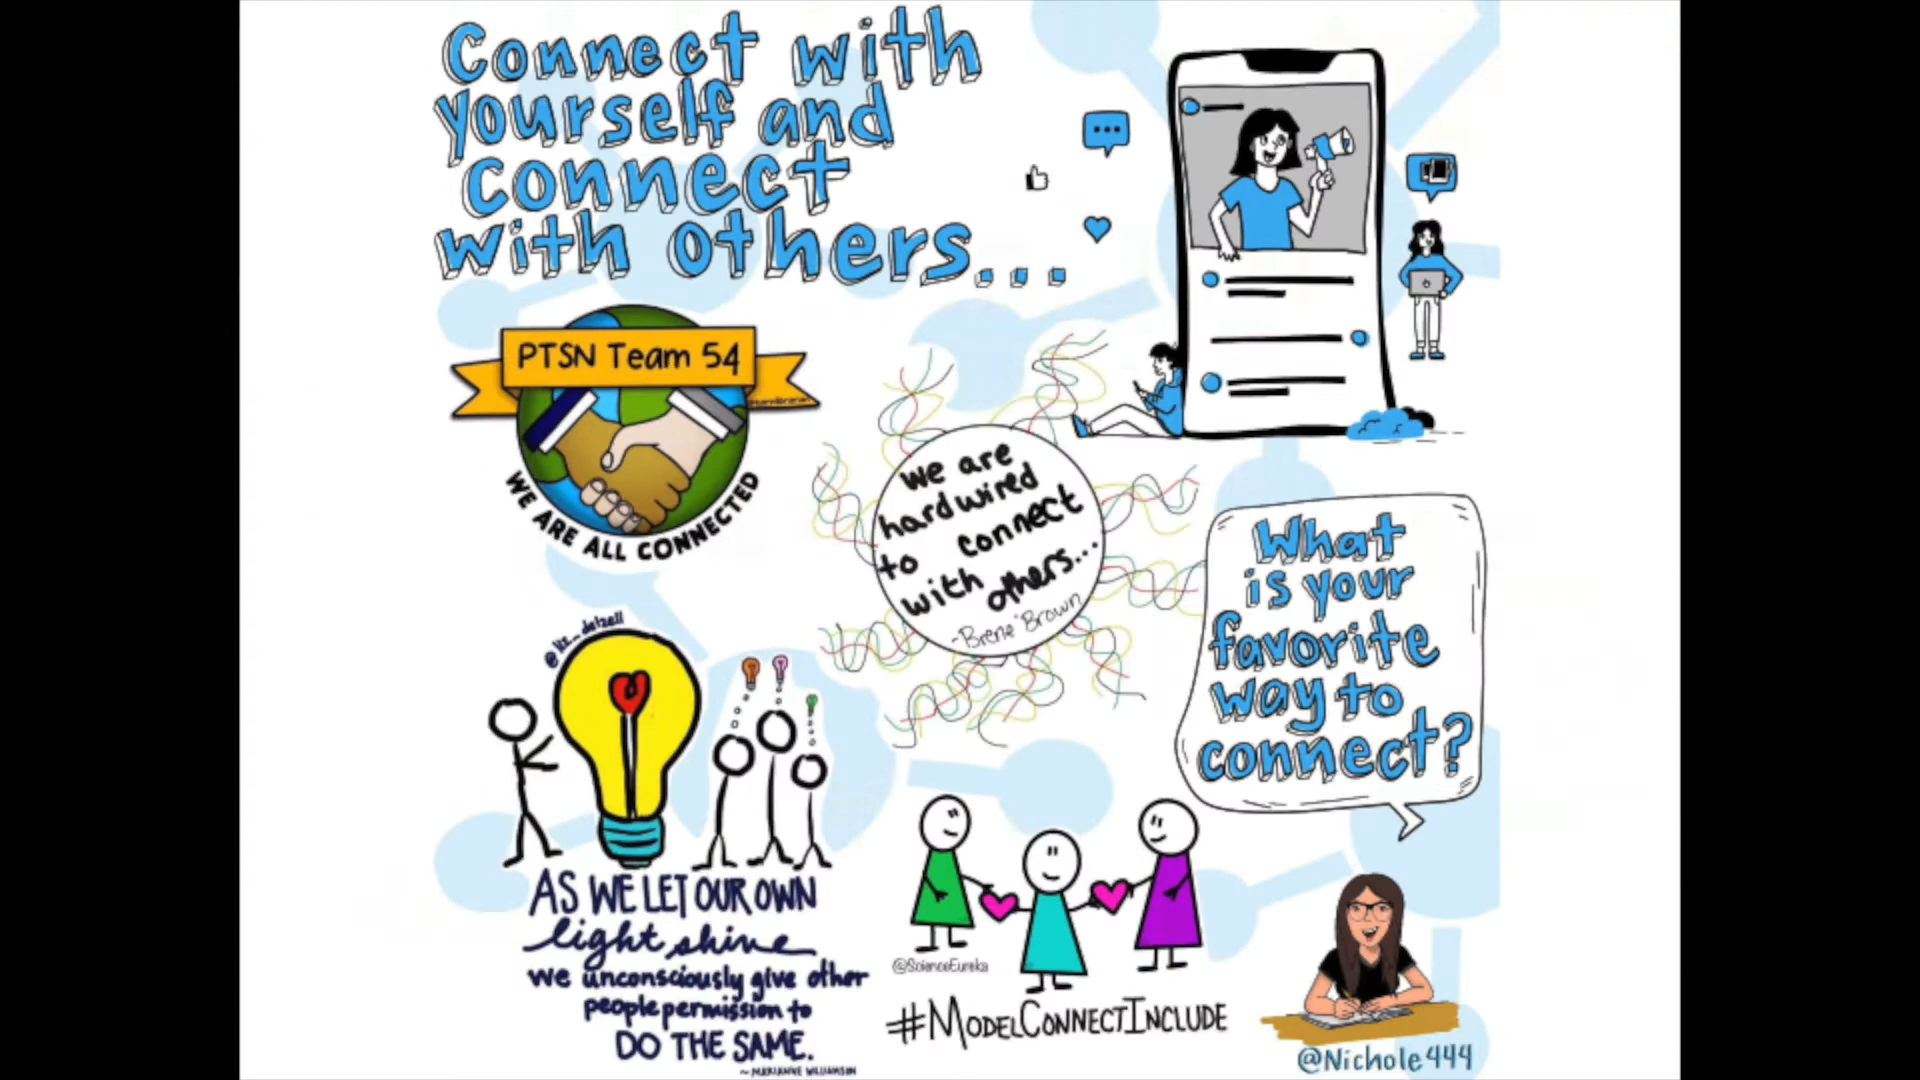 Connect with
yourself and
connect
with others...
PTSN Team 54
WE ARE ALL CONNECTED
We are
hardwired
to connect
with others...
-Brene' Brown
What
is your
favorite
way to
connect?
@liz_delzell
AS WE LET OUR OWN
light shine
we unconsciously give other
people permission to
DO THE SAME.
~MARIANNE WILLIAMSON
@ScienceEureka
#MODELCONNECTINCLUDE
@Nichole444